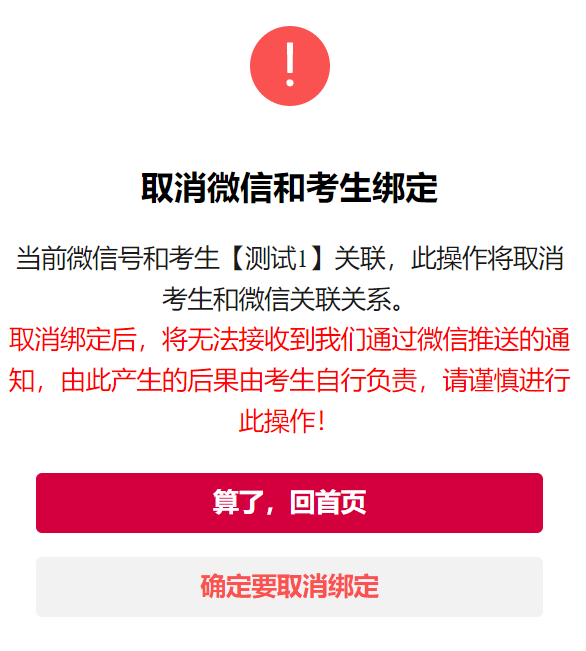 !
取消微信和考生绑定
当前微信号和考生【测试1】关联，此操作将取消
考生和微信关联关系。
取消绑定后，将无法接收到我们通过微信推送的通
知，由此产生的后果由考生自行负责，请谨慎进行
此操作！
算了，回首页
确定要取消绑定